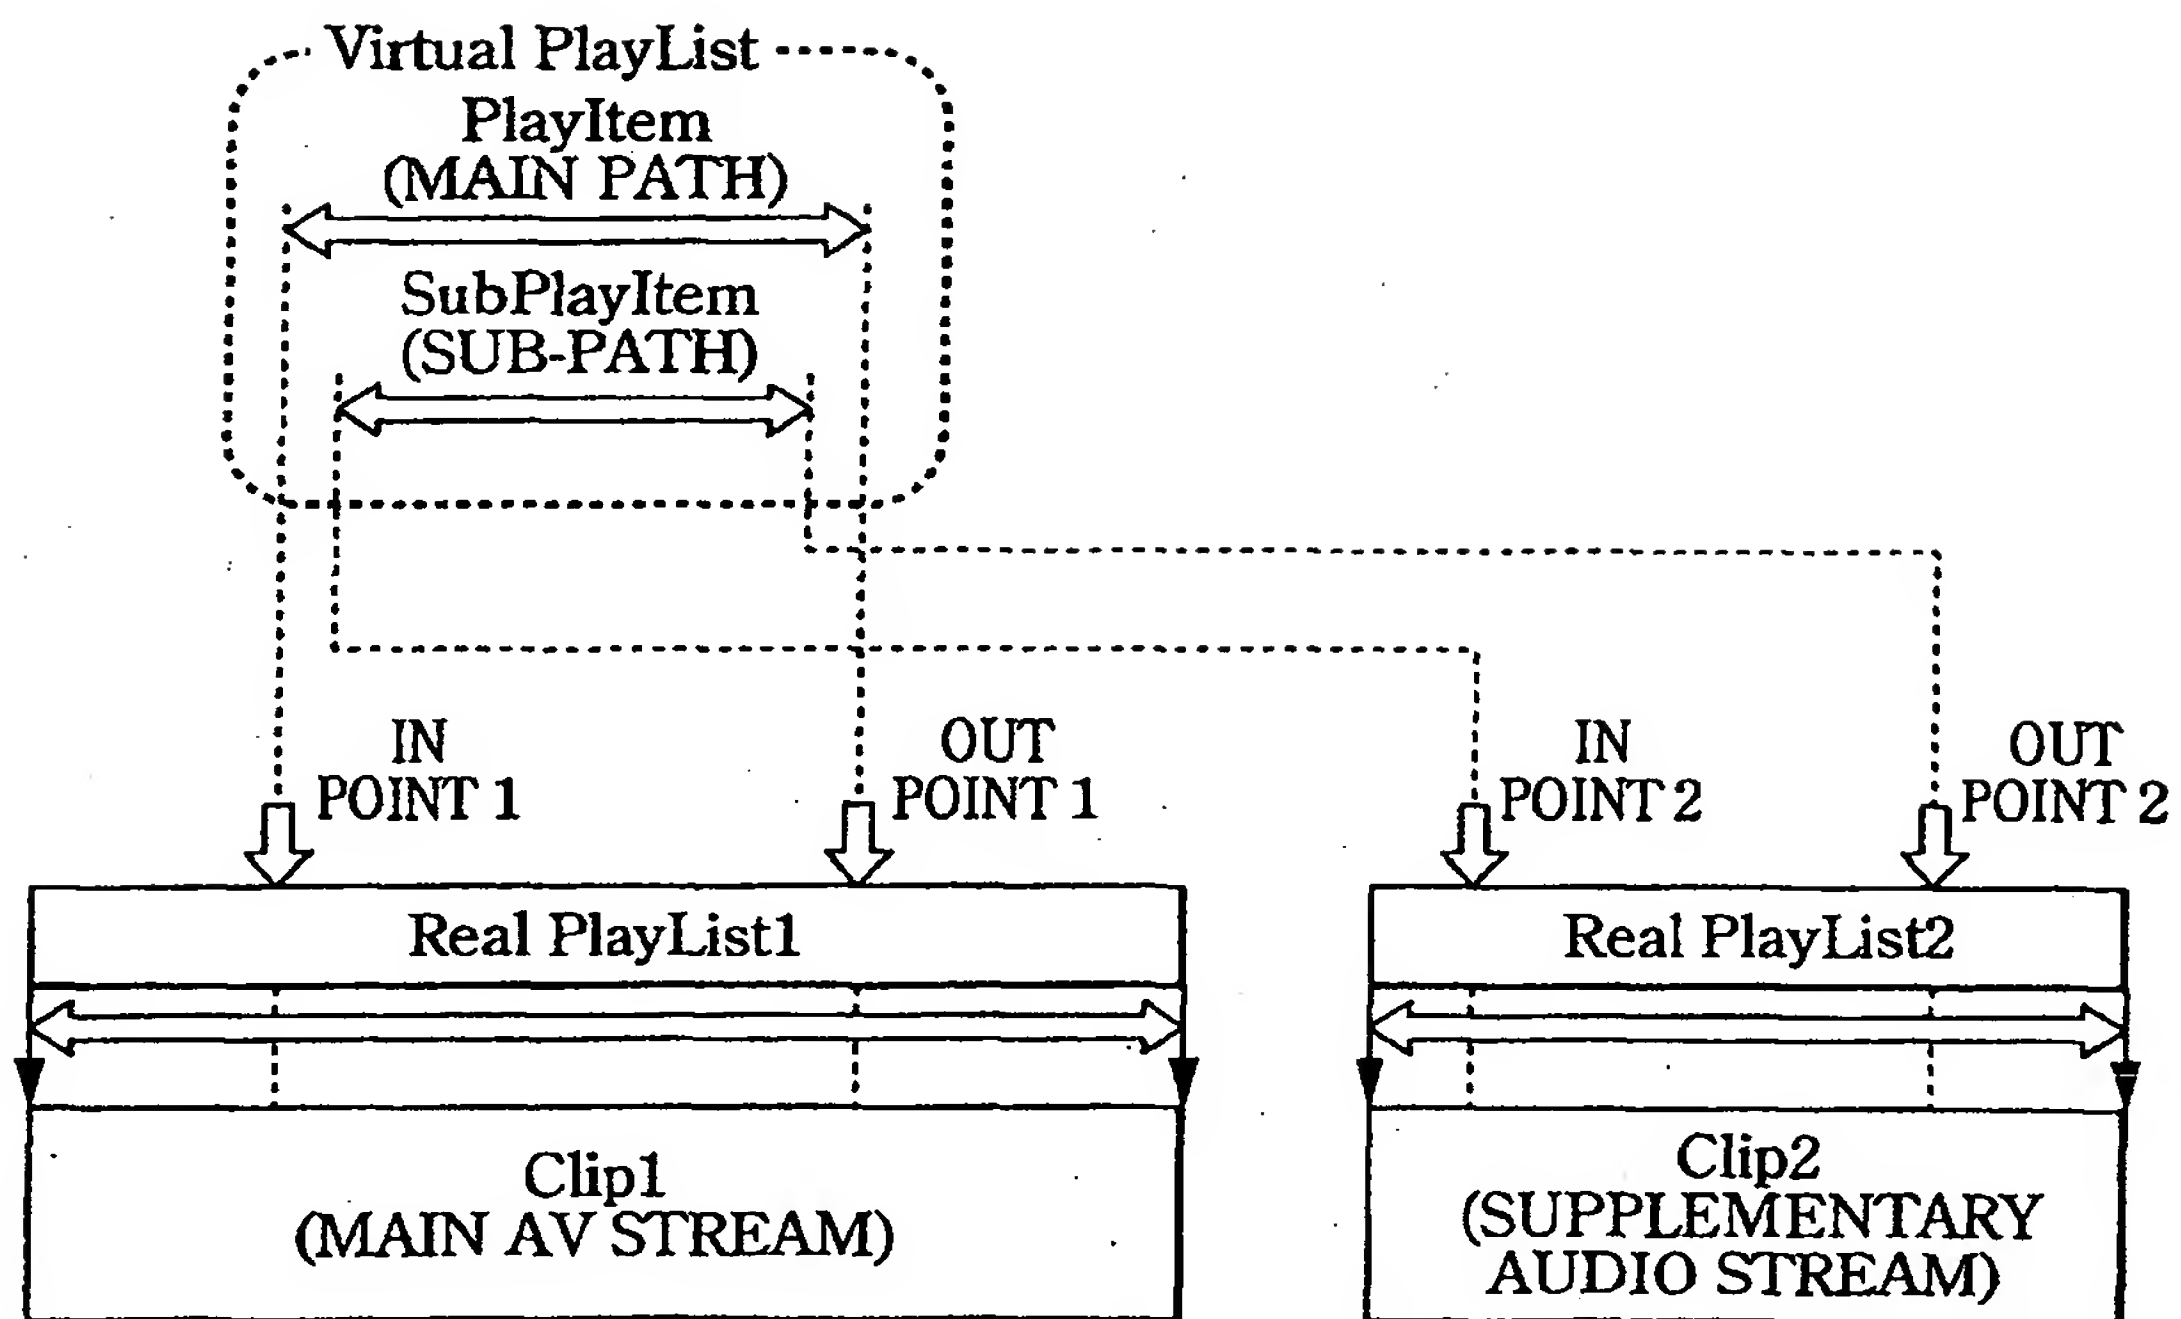 Virtual PlayList
PlayItem
(MAIN PATH)
SubPlayItem
(SUB-PATH)
IN
POINT 1
OUT
POINT 1
IN
POINT 2
OUT
POINT 2
Real PlayList1
Real PlayList2
Clip1
(MAIN AV STREAM)
Clip2
(SUPPLEMENTARY
AUDIO STREAM)